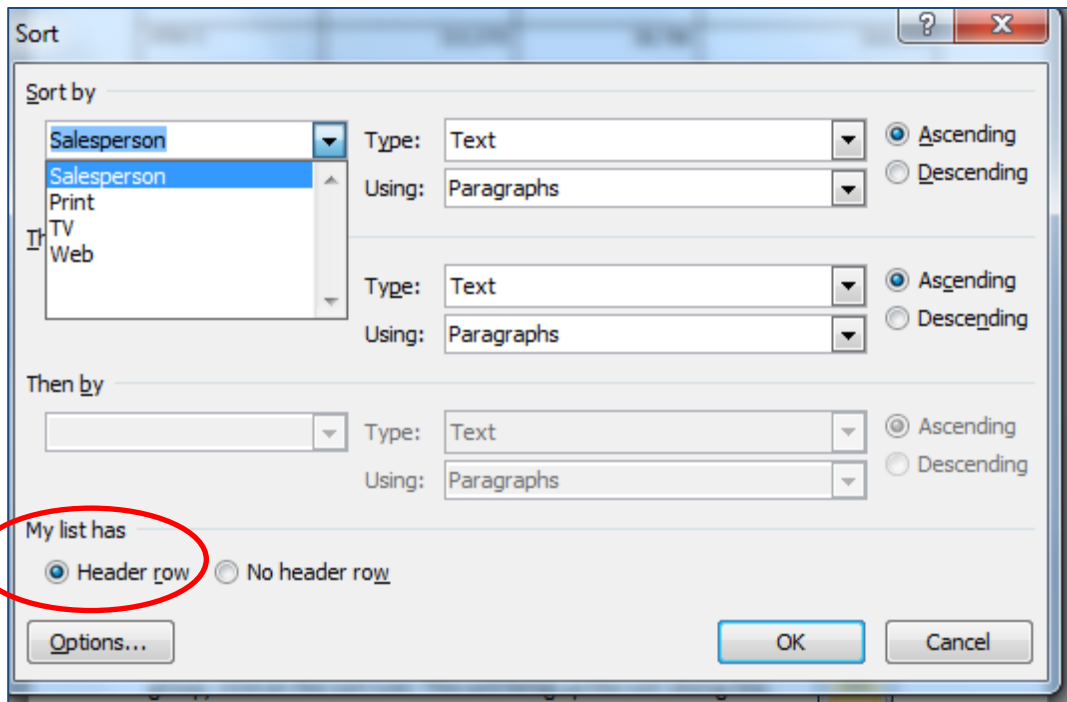 Sort
?
X
Sort by
Salesperson
Type: Text
Ascending
Salesperson
Print
TV
Web
Using: Paragraphs
Descending
Th
Type: Text
Ascending
Using: Paragraphs
Descending
Then by
Type: Text
Ascending
Using: Paragraphs
Descending
My list has
Header row
No header row
Options...
OK
Cancel